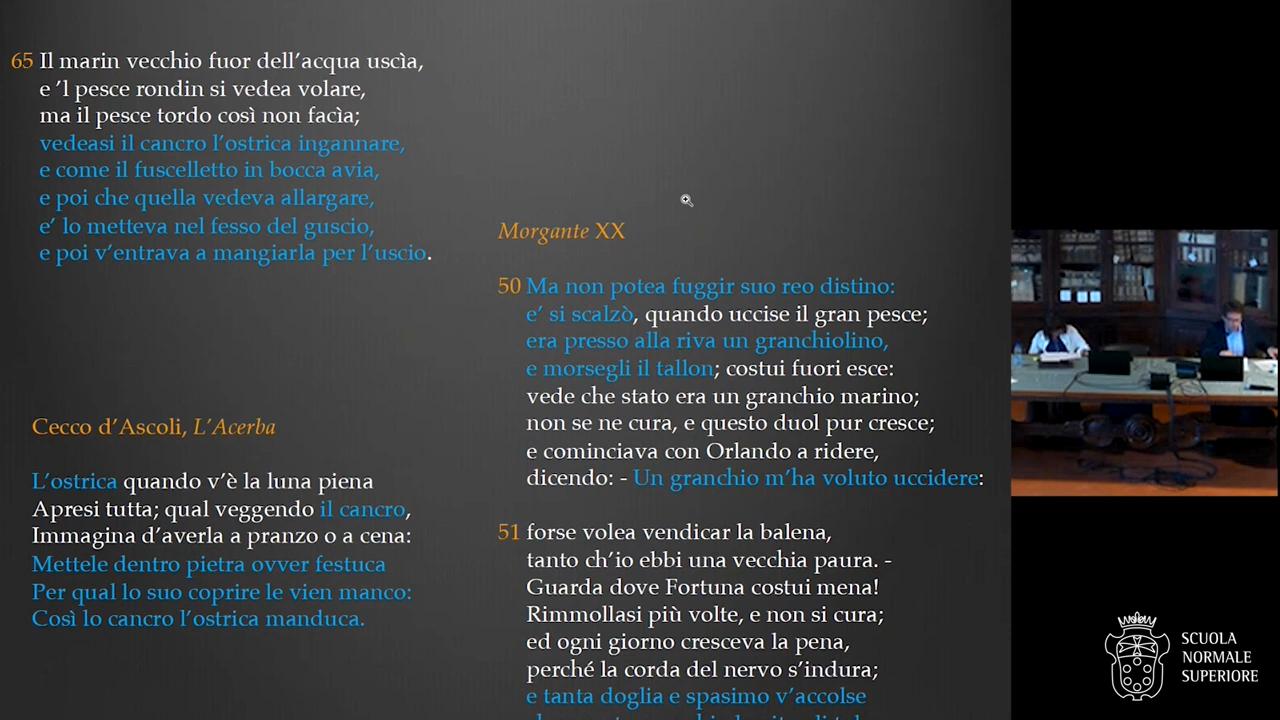 65 Il marin vecchio fuor dell’acqua uscìa,
e ’l pesce rondin si vedea volare,
ma il pesce tordo così non facìa;
vedeasi il cancro l’ostrica ingannare,
e come il fuscelletto in bocca avia,
e poi che quella vedeva allargare,
e’ lo metteva nel fesso del guscio,
e poi v’entrava a mangiarla per l’uscio.
Cecco d’Ascoli, L’Acerba
L’ostrica quando v’è la luna piena
Apresi tutta; qual veggendo il cancro,
Immagina d’averla a pranzo o a cena:
Mettele dentro pietra ovver festuca
Per qual lo suo coprire le vien manco:
Così lo cancro l’ostrica manduca.
Morgante XX
50 Ma non potea fuggir suo reo distino:
e’ si scalzò, quando uccise il gran pesce;
era presso alla riva un granchiolino,
e morsegli il tallon; costui fuori esce:
vede che stato era un granchio marino;
non se ne cura, e questo duol pur cresce;
e cominciava con Orlando a ridere,
dicendo: - Un granchio m’ha voluto uccidere:
51 forse volea vendicar la balena,
tanto ch’io ebbi una vecchia paura. -
Guarda dove Fortuna costui mena!
Rimmollasi più volte, e non si cura;
ed ogni giorno cresceva la pena,
perché la corda del nervo s’indura;
e tanta doglia e spasimo v’accolse
SCUOLA
NORMALE
SUPERIORE